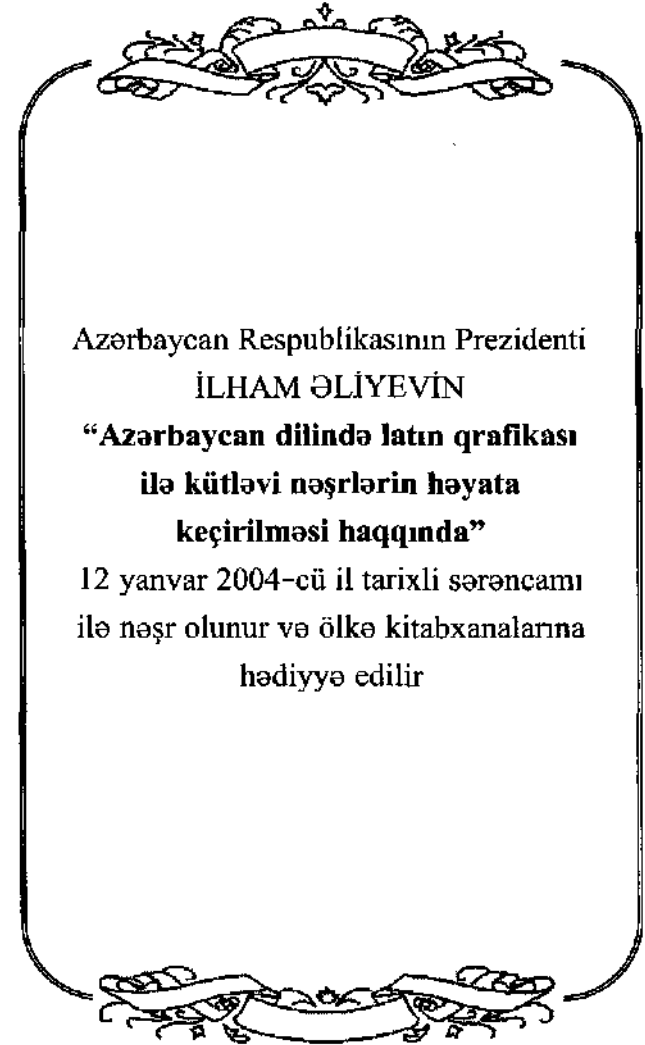 Azərbaycan Respublikasının Prezidenti
İLHAM ƏLİYEVİN
“Azərbaycan dilində latın qrafikası
ilə kütləvi nəşrlərin həyata
keçirilməsi haqqında”
12 yanvar 2004-cü il tarixli sərəncamı
ilə nəşr olunur və ölkə kitabxanalarına
hədiyyə edilir